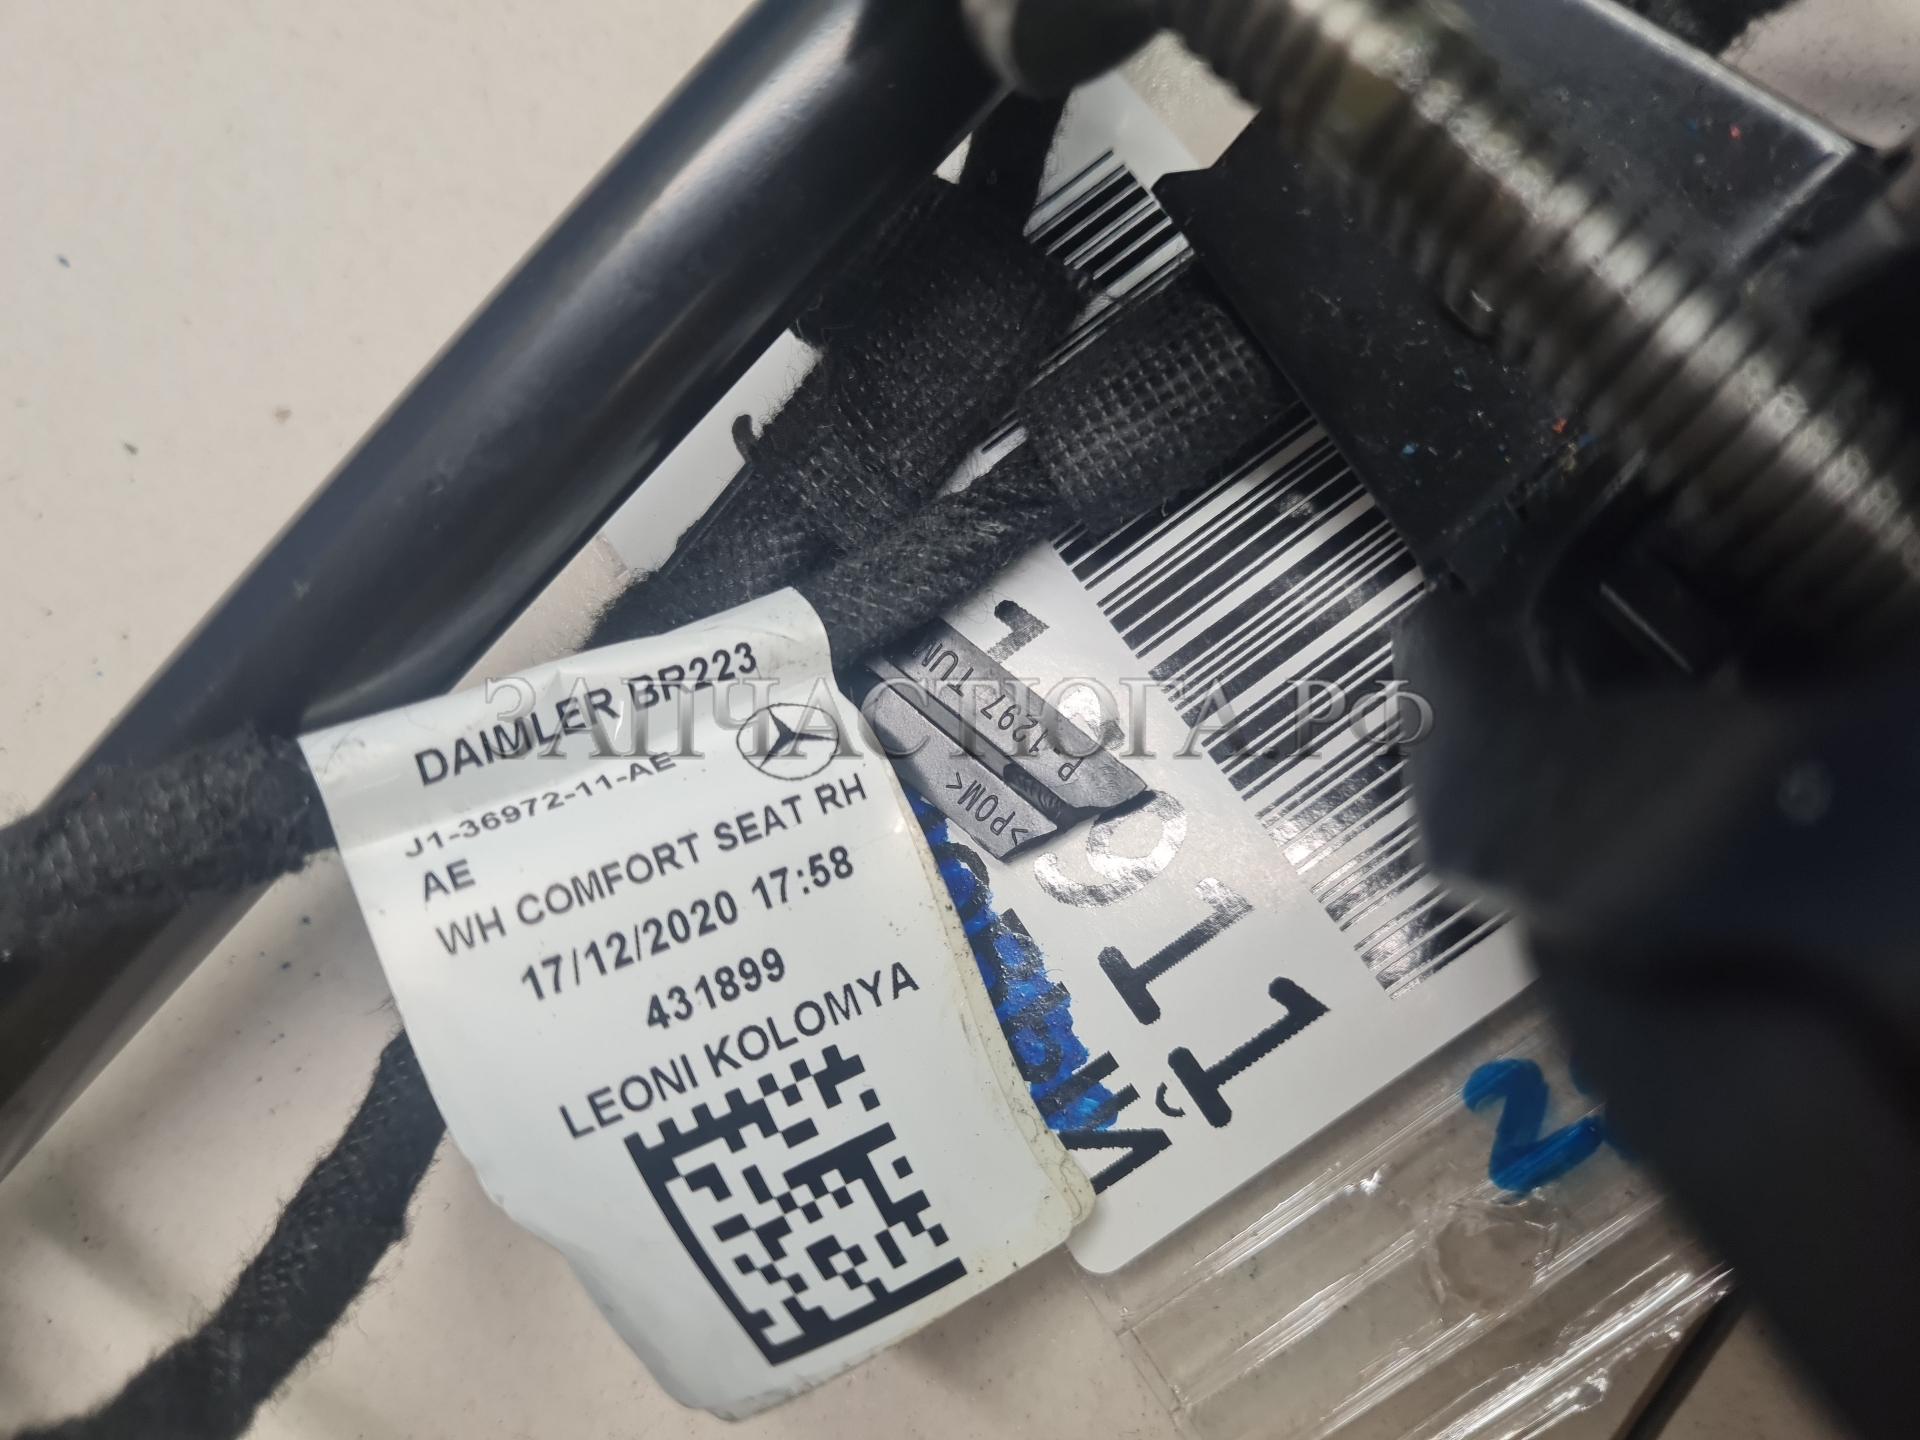 DAIMLER BR223
J1-36972-11-AE
AE
WH COMFORT SEAT RH
17/12/2020 17:58
431899
LEONI KOLOMYA
P 1297 TUN
>POM<
ЗАПЧАСТЮГА.РФ